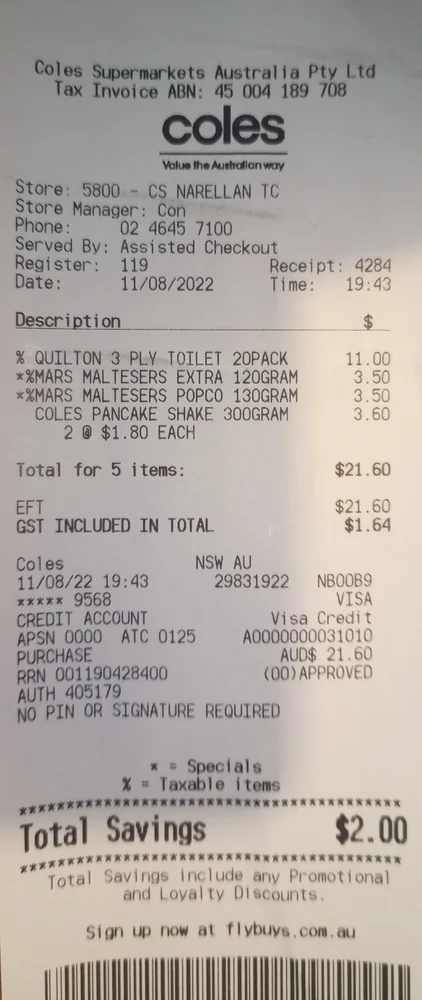 Coles Supermarkets Australia Pty Ltd
Tax Invoice ABN: 45 004 189 708
coles
Value the Australian way
Store: 5800 - CS NARELLAN TC
Store Manager: Con
Phone: 02 4645 7100
Served By: Assisted Checkout
Register: 119 Receipt: 4284
Date: 11/08/2022 Time: 19:43
Description $
% QUILTON 3 PLY TOILET 20PACK 11.00
*%MARS MALTESERS EXTRA 120GRAM 3.50
*%MARS MALTESERS POPCO 130GRAM 3.50
COLES PANCAKE SHAKE 300GRAM 3.60
2 @ $1.80 EACH
Total for 5 items: $21.60
EFT $21.60
GST INCLUDED IN TOTAL $1.64
Coles NSW AU
11/08/22 19:43 29831922 NB00B9
***** 9568 VISA
CREDIT ACCOUNT Visa Credit
APSN 0000 ATC 0125 A0000000031010
PURCHASE AUD$ 21.60
RRN 001190428400 (00)APPROVED
AUTH 405179
NO PIN OR SIGNATURE REQUIRED
* = Specials
% = Taxable items
****************************************
Total Savings $2.00
****************************************
Total Savings include any Promotional
and Loyalty Discounts.
Sign up now at flybuys.com.au